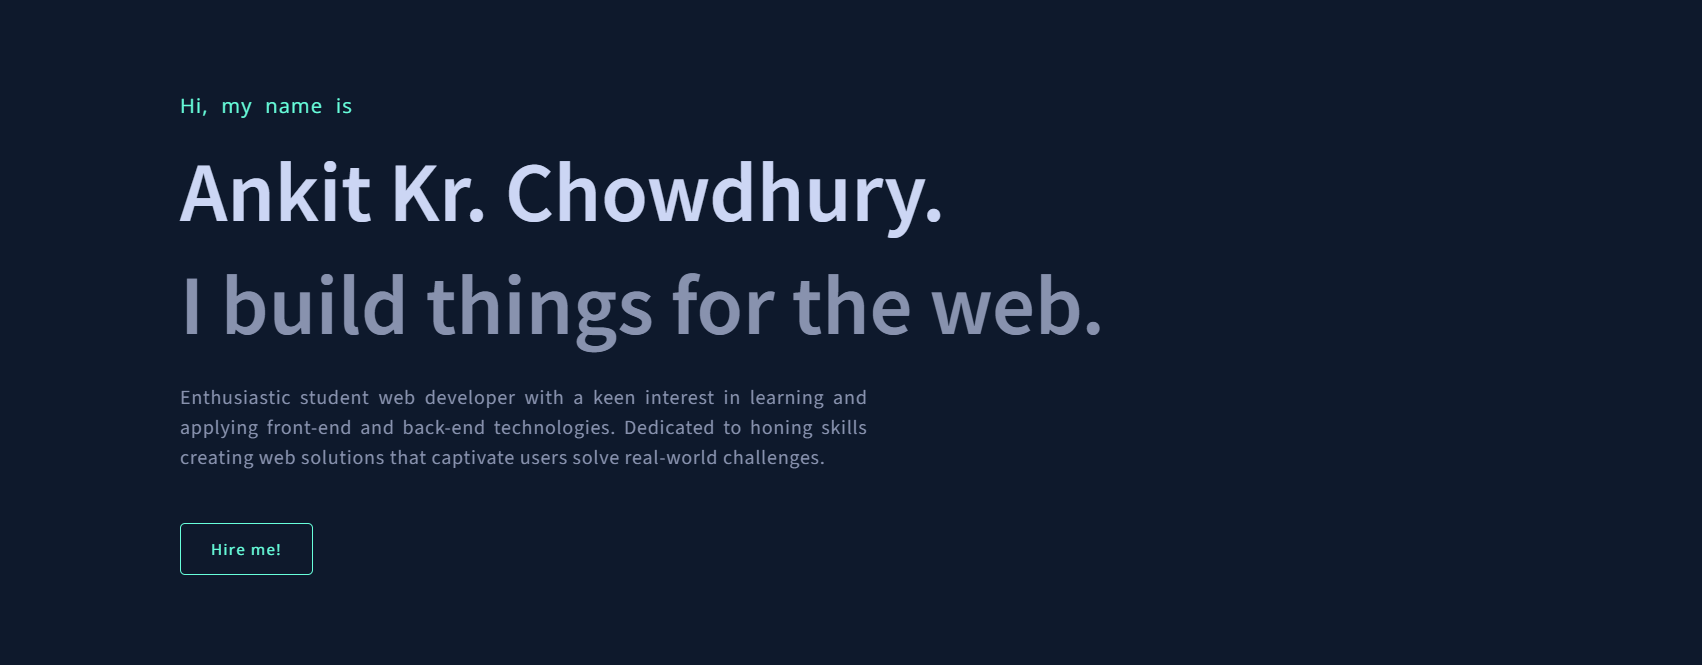 Hi, my name is
Ankit Kr. Chowdhury.
I build things for the web.
Enthusiastic student web developer with a keen interest in learning and
applying front-end and back-end technologies. Dedicated to honing skills
creating web solutions that captivate users solve real-world challenges.
Hire me!